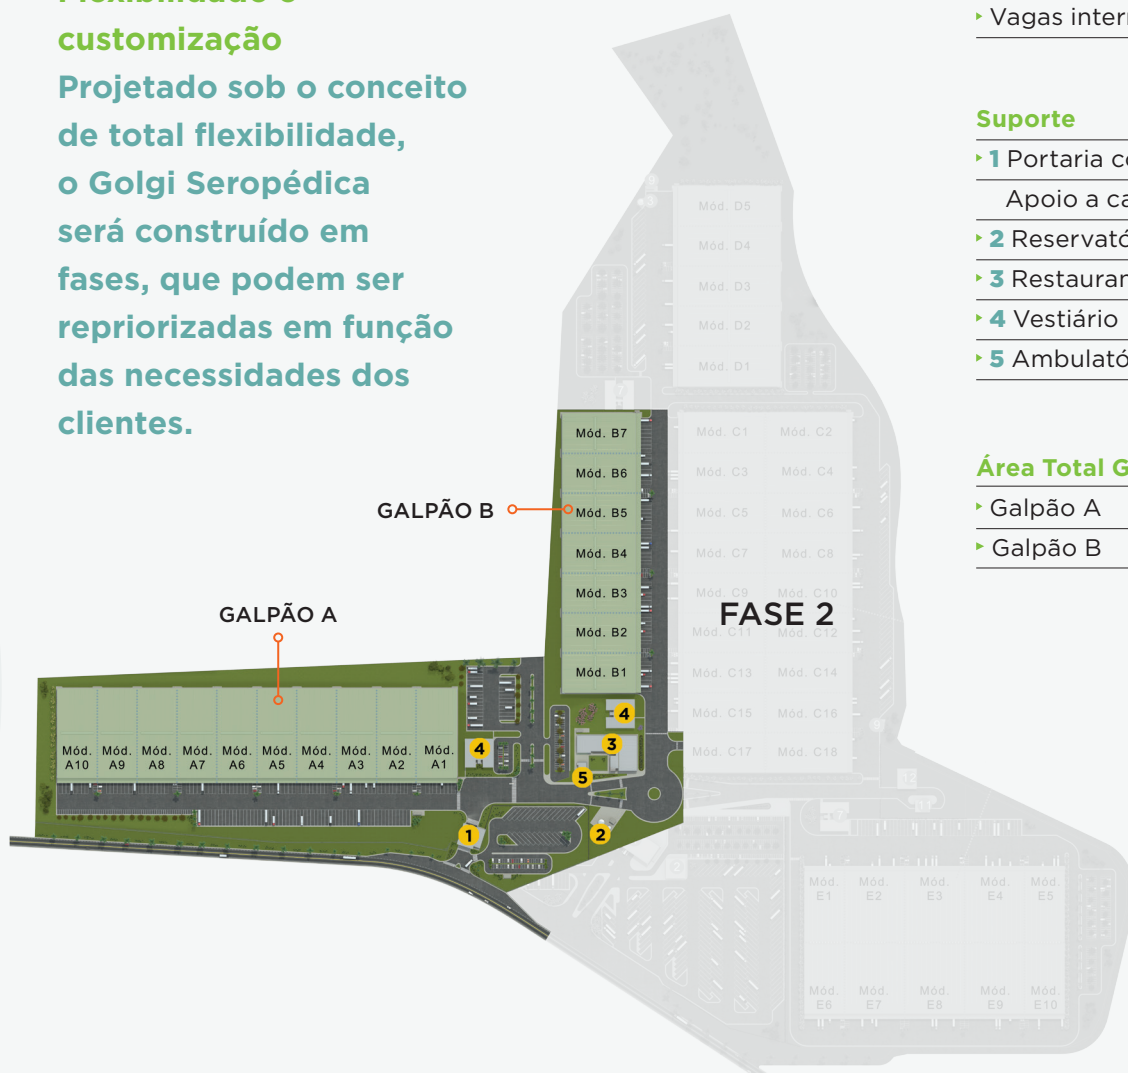 customização
Projetado sob o conceito
de total flexibilidade,
o Golgi Seropédica
será construído em
fases, que podem ser
repriorizadas em função
das necessidades dos
clientes.
Vagas
Suporte
1 Portaria
Apoio a
2
3
4 Vestiário
5
Área Total
Galpão A
Galpão B
GALPÃO B
GALPÃO A
FASE 2
Mód. D5
Mód. D4
Mód. D3
Mód. D2
Mód. D1
Mód. B7
Mód. B6
Mód. B5
Mód. B4
Mód. B3
Mód. B2
Mód. B1
Mód. C1 Mód. C2
Mód. C3 Mód. C4
Mód. C5 Mód. C6
Mód. C7 Mód. C8
Mód. C9 Mód. C10
Mód. C11 Mód. C12
Mód. C13 Mód. C14
Mód. C15 Mód. C16
Mód. C17 Mód. C18
Mód. Mód. Mód. Mód. Mód. Mód. Mód. Mód. Mód. Mód.
A10 A9 A8 A7 A6 A5 A4 A3 A2 A1
4
4
3
5
1
2
Mód. Mód. Mód. Mód. Mód.
E1 E2 E3 E4 E5
Mód. Mód. Mód. Mód. Mód.
E6 E7 E8 E9 E10